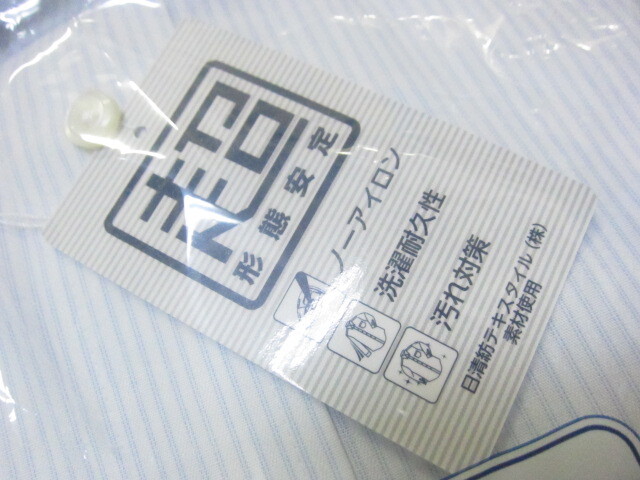 超
形態安定
ノーアイロン
洗濯耐久性
汚れ対策
日清紡テキスタイル(株)
素材使用